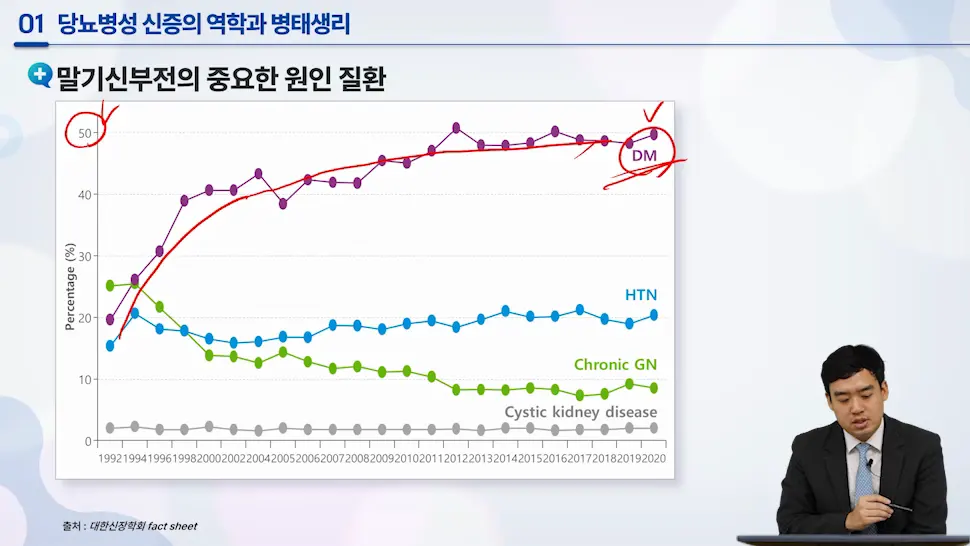 01 당뇨병성 신증의 역학과 병태생리
말기신부전의 중요한 원인 질환
50
40
30
20
10
0
Percentage (%)
DM
HTN
Chronic GN
Cystic kidney disease
1992 1994 1996 1998 2000 2002 2004 2005 2006 2007 2008 2009 2010 2011 2012 2013 2014 2015 2016 2017 2018 2019 2020
출처 : 대한신장학회 fact sheet